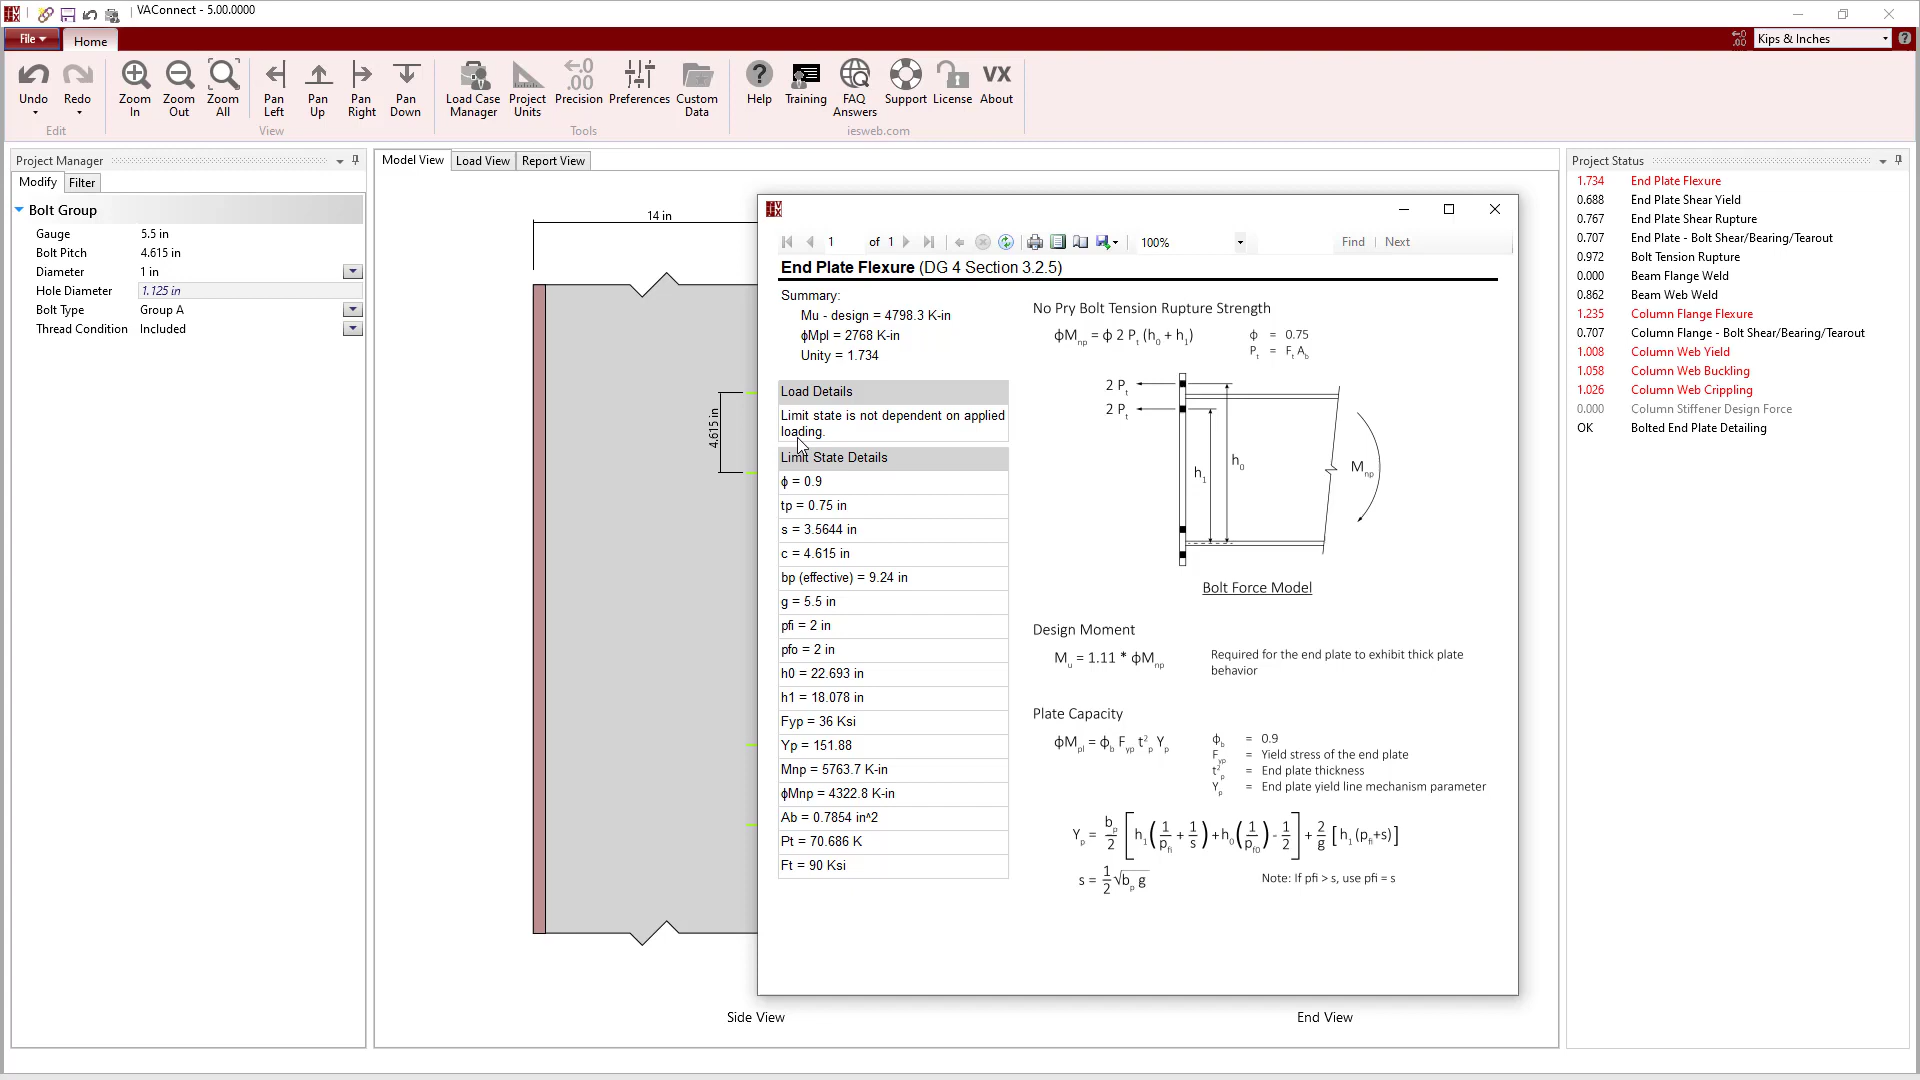 VAConnect - 5.00.0000
File
Home
Kips & Inches
Undo
Redo
Zoom In
Zoom Out
Zoom All
Pan Left
Pan Up
Pan Right
Pan Down
Load Case Manager
Project Units
Precision
Preferences
Custom Data
Help
Training
FAQ Answers
Support
License
About
Edit
View
Tools
iesweb.com
Project Manager
Modify
Filter
Bolt Group
Gauge 5.5 in
Bolt Pitch 4.615 in
Diameter 1 in
Hole Diameter 1.125 in
Bolt Type Group A
Thread Condition Included
Model View
Load View
Report View
14 in
4.615 in
Side View
End View
1 of 1
100%
Find
Next
End Plate Flexure (DG 4 Section 3.2.5)
Summary:
Mu - design = 4798.3 K-in
ϕMpl = 2768 K-in
Unity = 1.734
Load Details
Limit state is not dependent on applied
loading.
Limit State Details
ϕ = 0.9
tp = 0.75 in
s = 3.5644 in
c = 4.615 in
bp (effective) = 9.24 in
g = 5.5 in
pfi = 2 in
pfo = 2 in
h0 = 22.693 in
h1 = 18.078 in
Fyp = 36 Ksi
Yp = 151.88
Mnp = 5763.7 K-in
ϕMnp = 4322.8 K-in
Ab = 0.7854 in^2
Pt = 70.686 K
Ft = 90 Ksi
No Pry Bolt Tension Rupture Strength
ϕMnp = ϕ 2 Pt (h0 + h1)
ϕ = 0.75
Pt = Ft Ab
2 Pt
2 Pt
h1
h0
Mnp
Bolt Force Model
Design Moment
Mu = 1.11 * ϕMnp
Required for the end plate to exhibit thick plate
behavior
Plate Capacity
ϕMpl = ϕb Fyp t²p Yp
ϕb = 0.9
Fyp = Yield stress of the end plate
t²p = End plate thickness
Yp = End plate yield line mechanism parameter
Yp = bp/2 [h1(1/pfi + 1/s)+h0(1/pf0)-1/2] + 2/g [h1(pfi+s)]
s = 1/2 √bp g
Note: If pfi > s, use pfi = s
Project Status
1.734 End Plate Flexure
0.688 End Plate Shear Yield
0.767 End Plate Shear Rupture
0.707 End Plate - Bolt Shear/Bearing/Tearout
0.972 Bolt Tension Rupture
0.000 Beam Flange Weld
0.862 Beam Web Weld
1.235 Column Flange Flexure
0.707 Column Flange - Bolt Shear/Bearing/Tearout
1.008 Column Web Yield
1.058 Column Web Buckling
1.026 Column Web Crippling
0.000 Column Stiffener Design Force
OK Bolted End Plate Detailing